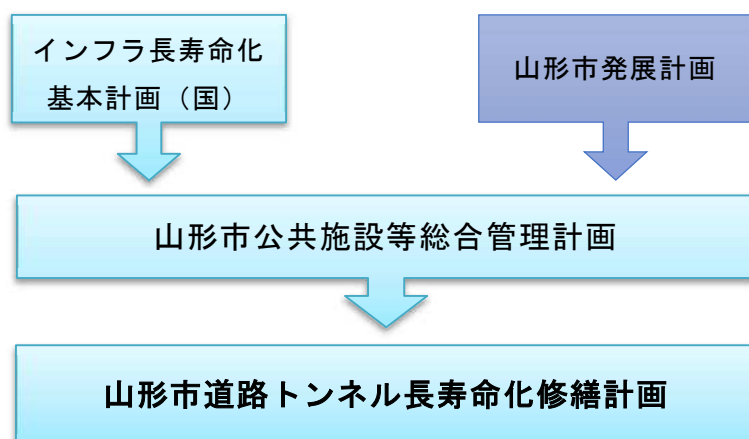 インフラ長寿命化
基本計画（国）
山形市発展計画
山形市公共施設等総合管理計画
山形市道路トンネル長寿命化修繕計画